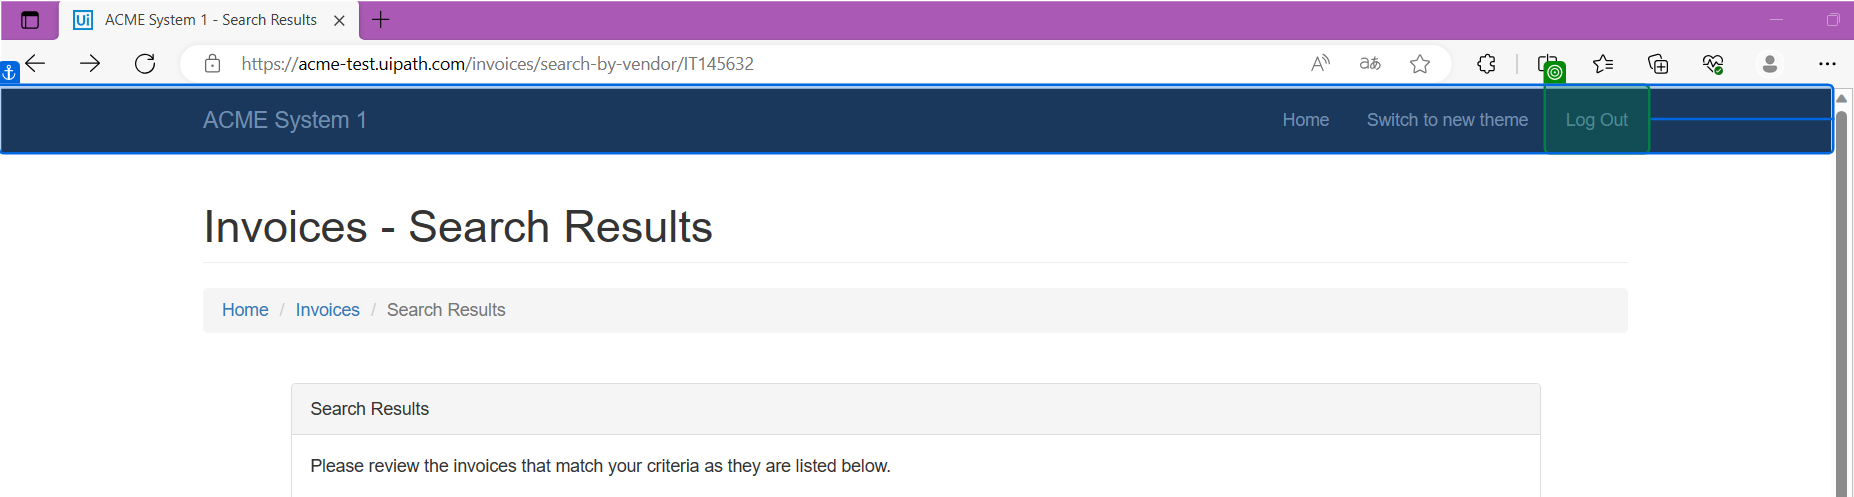 Ui ACME System 1 - Search Results
https://acme-test.uipath.com/invoices/search-by-vendor/IT145632
ACME System 1 Home Switch to new theme Log Out
Invoices - Search Results
Home / Invoices / Search Results
Search Results
Please review the invoices that match your criteria as they are listed below.